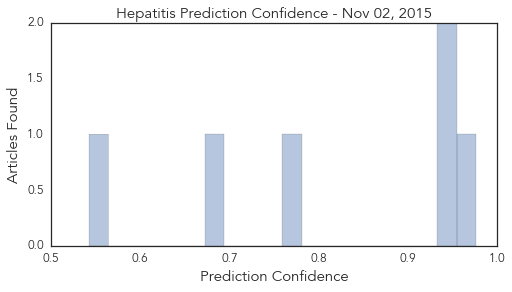 Hepatitis Prediction Confidence - Nov 02, 2015
2.0
1.5
1.0
0.5
0.0
Articles Found
0.5 0.6 0.7 0.8 0.9 1.0
Prediction Confidence